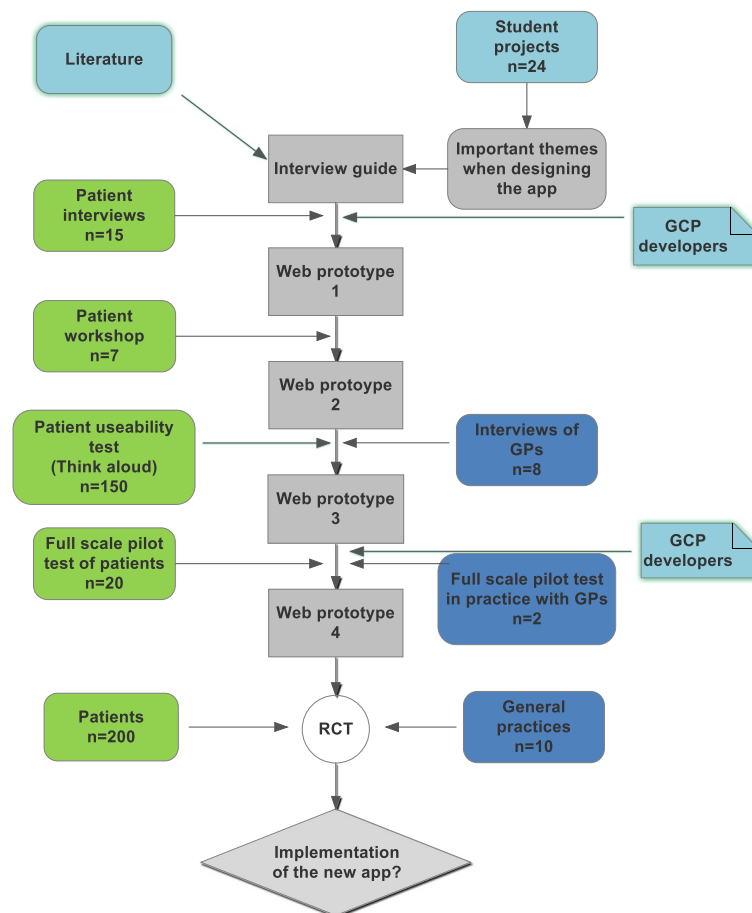 Student
projects
n=24
Literature
Interview guide
Important themes
when designing
the app
Patient
interviews
n=15
GCP
developers
Web prototype
1
Patient
workshop
n=7
Web protoype
2
Patient useability
test
(Think aloud)
n=150
Interviews of
GPs
n=8
Web prototype
3
Full scale pilot
test of patients
n=20
GCP
developers
Full scale pilot test
in practice with GPs
n=2
Web prototype
4
Patients
n=200
RCT
General
practices
n=10
Implementation
of the new app?